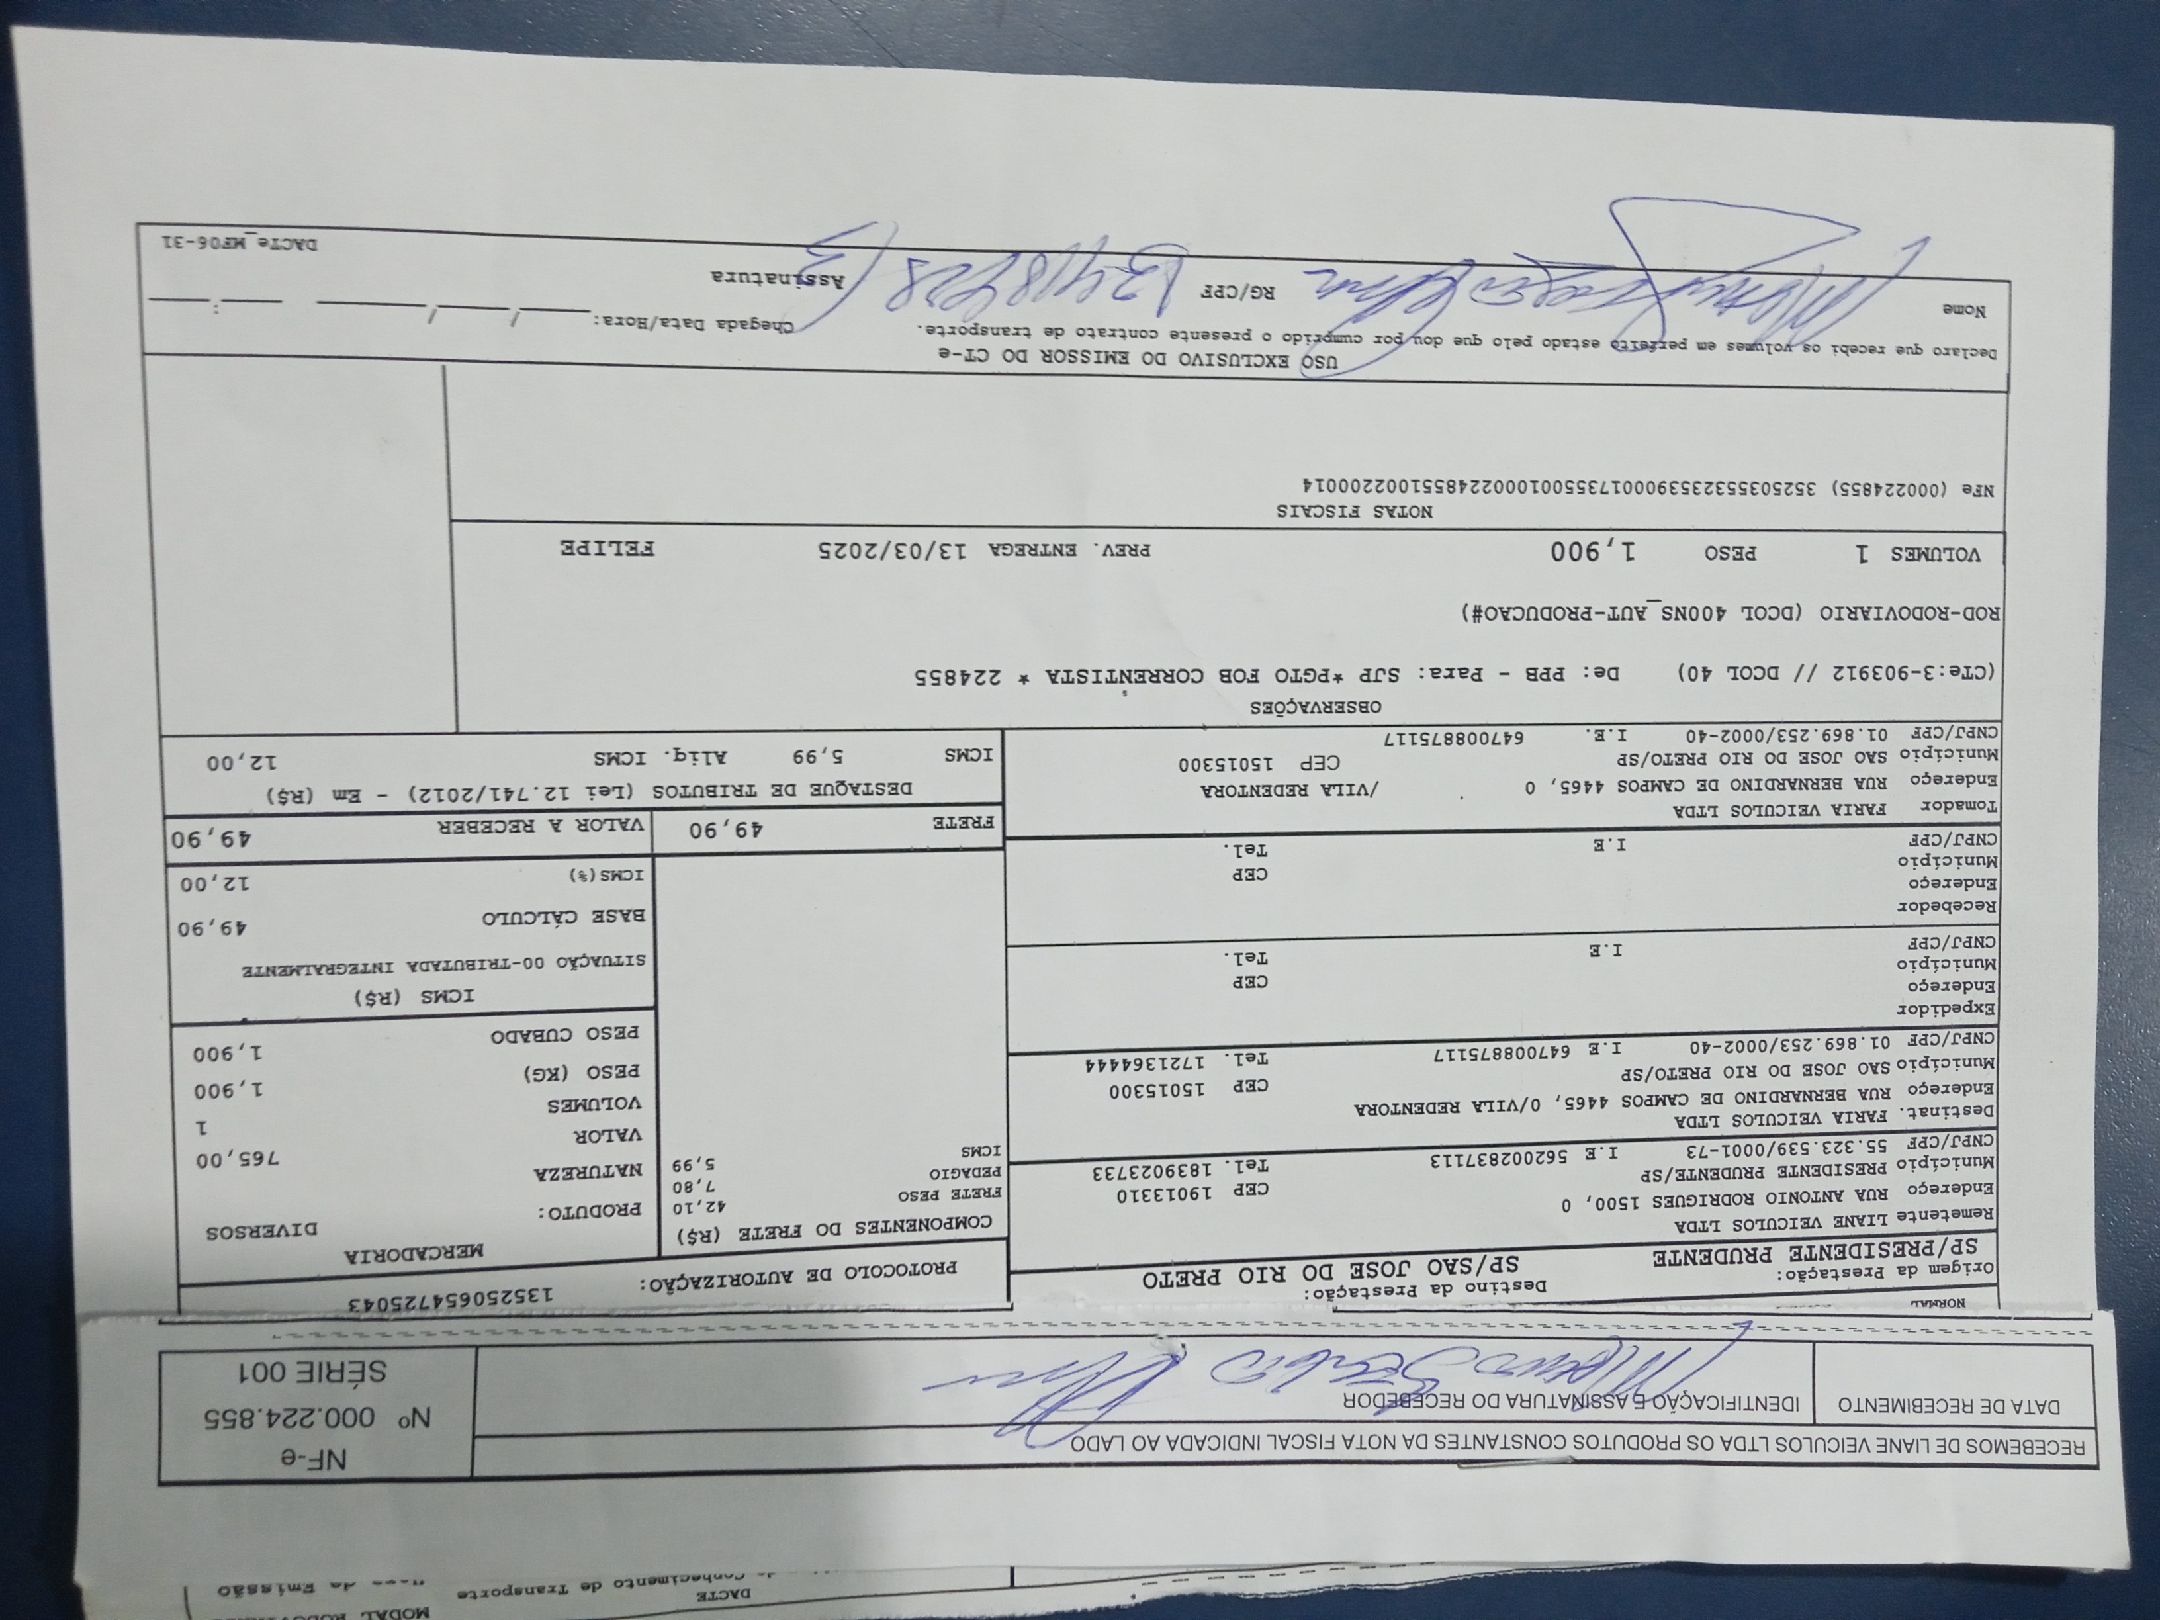 MODAL
DACTE
Conhecimento de Transporte
da Emissão
RECEBEMOS DE LIANE VEICULOS LTDA OS PRODUTOS CONSTANTES DA NOTA FISCAL INDICADA AO LADO
NF-e
Nº 000.224.855
SÉRIE 001
DATA DE RECEBIMENTO
IDENTIFICAÇÃO E ASSINATURA DO RECEBEDOR
NORMAL
Origem da Prestação:
SP/PRESIDENTE PRUDENTE
Destino da Prestação:
SP/SAO JOSE DO RIO PRETO
PROTOCOLO DE AUTORIZAÇÃO: 135250654725043
Remetente LIANE VEICULOS LTDA
Endereço RUA ANTONIO RODRIGUES 1500, 0 CEP 19013310
Município PRESIDENTE PRUDENTE/SP Tel. 1839023733
CNPJ/CPF 55.323.539/0001-73 I.E 562002837113
Destinat. FARIA VEICULOS LTDA
Endereço RUA BERNARDINO DE CAMPOS 4465, 0/VILA REDENTORA CEP 15015300
Município SAO JOSE DO RIO PRETO/SP Tel. 1721364444
CNPJ/CPF 01.869.253/0002-40 I.E 647008875117
Expedidor
Endereço CEP
Município Tel.
CNPJ/CPF I.E
Recebedor
Endereço CEP
Município Tel.
CNPJ/CPF I.E
Tomador FARIA VEICULOS LTDA
Endereço RUA BERNARDINO DE CAMPOS 4465, 0 /VILA REDENTORA
Município SAO JOSE DO RIO PRETO/SP CEP 15015300
CNPJ/CPF 01.869.253/0002-40 I.E. 647008875117
COMPONENTES DO FRETE (R$)
FRETE PESO 42,10
PEDAGIO 7,80
ICMS 5,99
MERCADORIA
PRODUTO: DIVERSOS
NATUREZA
VALOR 765,00
VOLUMES 1
PESO (KG) 1,900
PESO CUBADO 1,900
ICMS (R$)
SITUAÇÃO 00-TRIBUTADA INTEGRALMENTE
BASE CÁLCULO 49,90
ICMS(%) 12,00
FRETE 49,90
VALOR A RECEBER 49,90
DESTAQUE DE TRIBUTOS (Lei 12.741/2012) - Em (R$)
ICMS 5,99 Aliq. ICMS 12,00
OBSERVAÇÕES
(CTe:3-903912 // DCOL 40) De: PPB - Para: SJP *PGTO FOB CORRENTISTA * 224855
ROD-RODOVIARIO (DCOL 400NS_AUT-PRODUCAO#)
VOLUMES 1 PESO 1,900 PREV. ENTREGA 13/03/2025 FELIPE
NOTAS FISCAIS
NFe (000224855) 35250355323539000173550010002248551002200014
USO EXCLUSIVO DO EMISSOR DO CT-e
Declaro que recebi os volumes em perfeito estado pelo que dou por cumprido o presente contrato de transporte.
Chegada Data/Hora: ___/___/___ ___:___
Nome
RG/CPF
Assinatura
DACTe_MF06-31